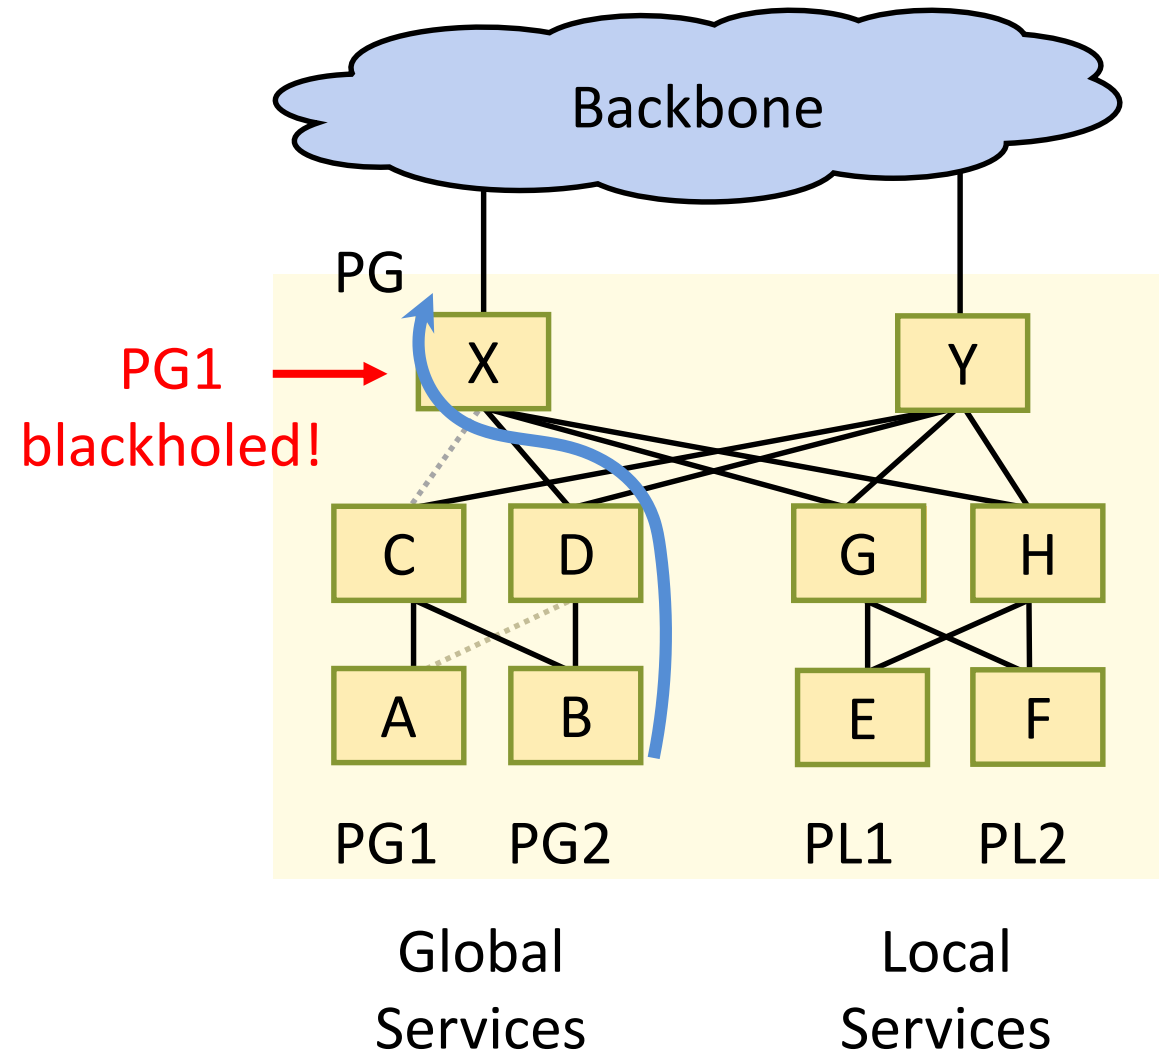 Backbone
PG
X
Y
PG1
blackholed!
C
D
G
H
A
B
E
F
PG1
PG2
PL1
PL2
Global
Services
Local
Services